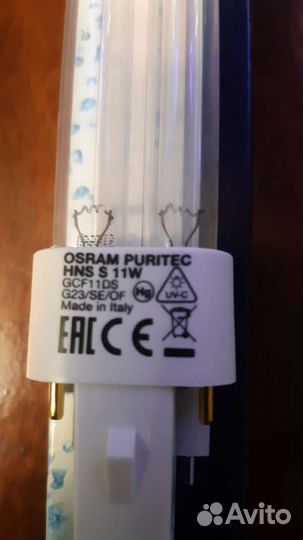 OSRAM PURITEC
HNS S 11W
GCF11DS
G23/SE/OF
Made in Italy
Hg
UV-C
EAC CE
Avito